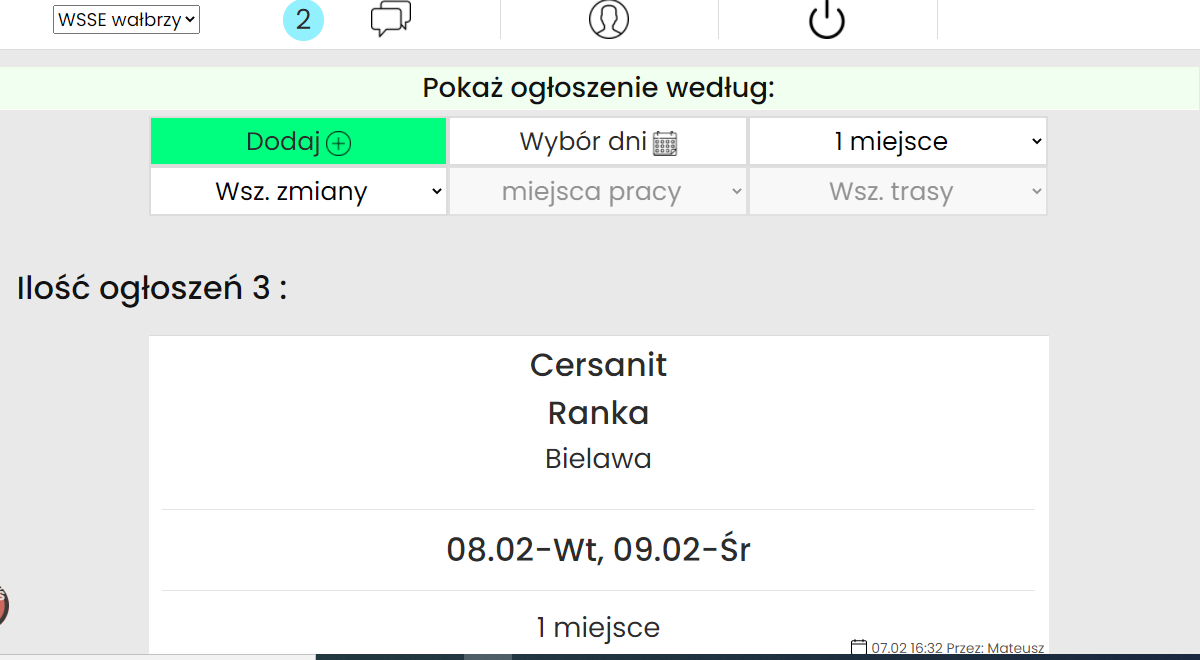 WSSE wałbrzy
2
Pokaż ogłoszenie według:
Dodaj
Wybór dni
1 miejsce
Wsz. zmiany
miejsca pracy
Wsz. trasy
Ilość ogłoszeń 3 :
Cersanit
Ranka
Bielawa
08.02-Wt, 09.02-Śr
1 miejsce
07.02 16:32 Przez: Mateusz